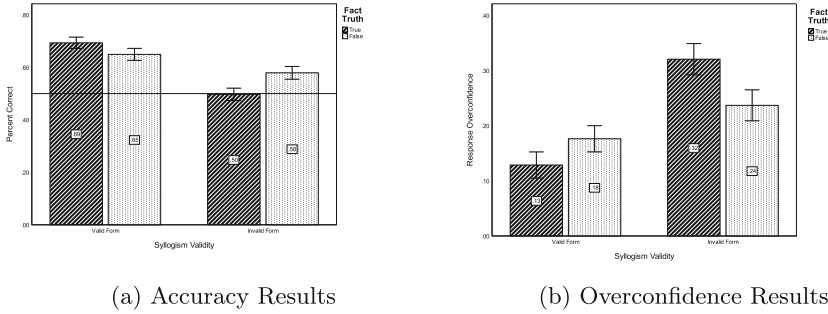 Fact
Truth
True
False
.80
.60
.40
.20
.00
Percent Correct
.69
.65
.50
.58
Valid Form
Invalid Form
Syllogism Validity
(a) Accuracy Results
Fact
Truth
True
False
.40
.30
.20
.10
.00
Response Overconfidence
.13
.18
.24
Valid Form
Invalid Form
Syllogism Validity
(b) Overconfidence Results